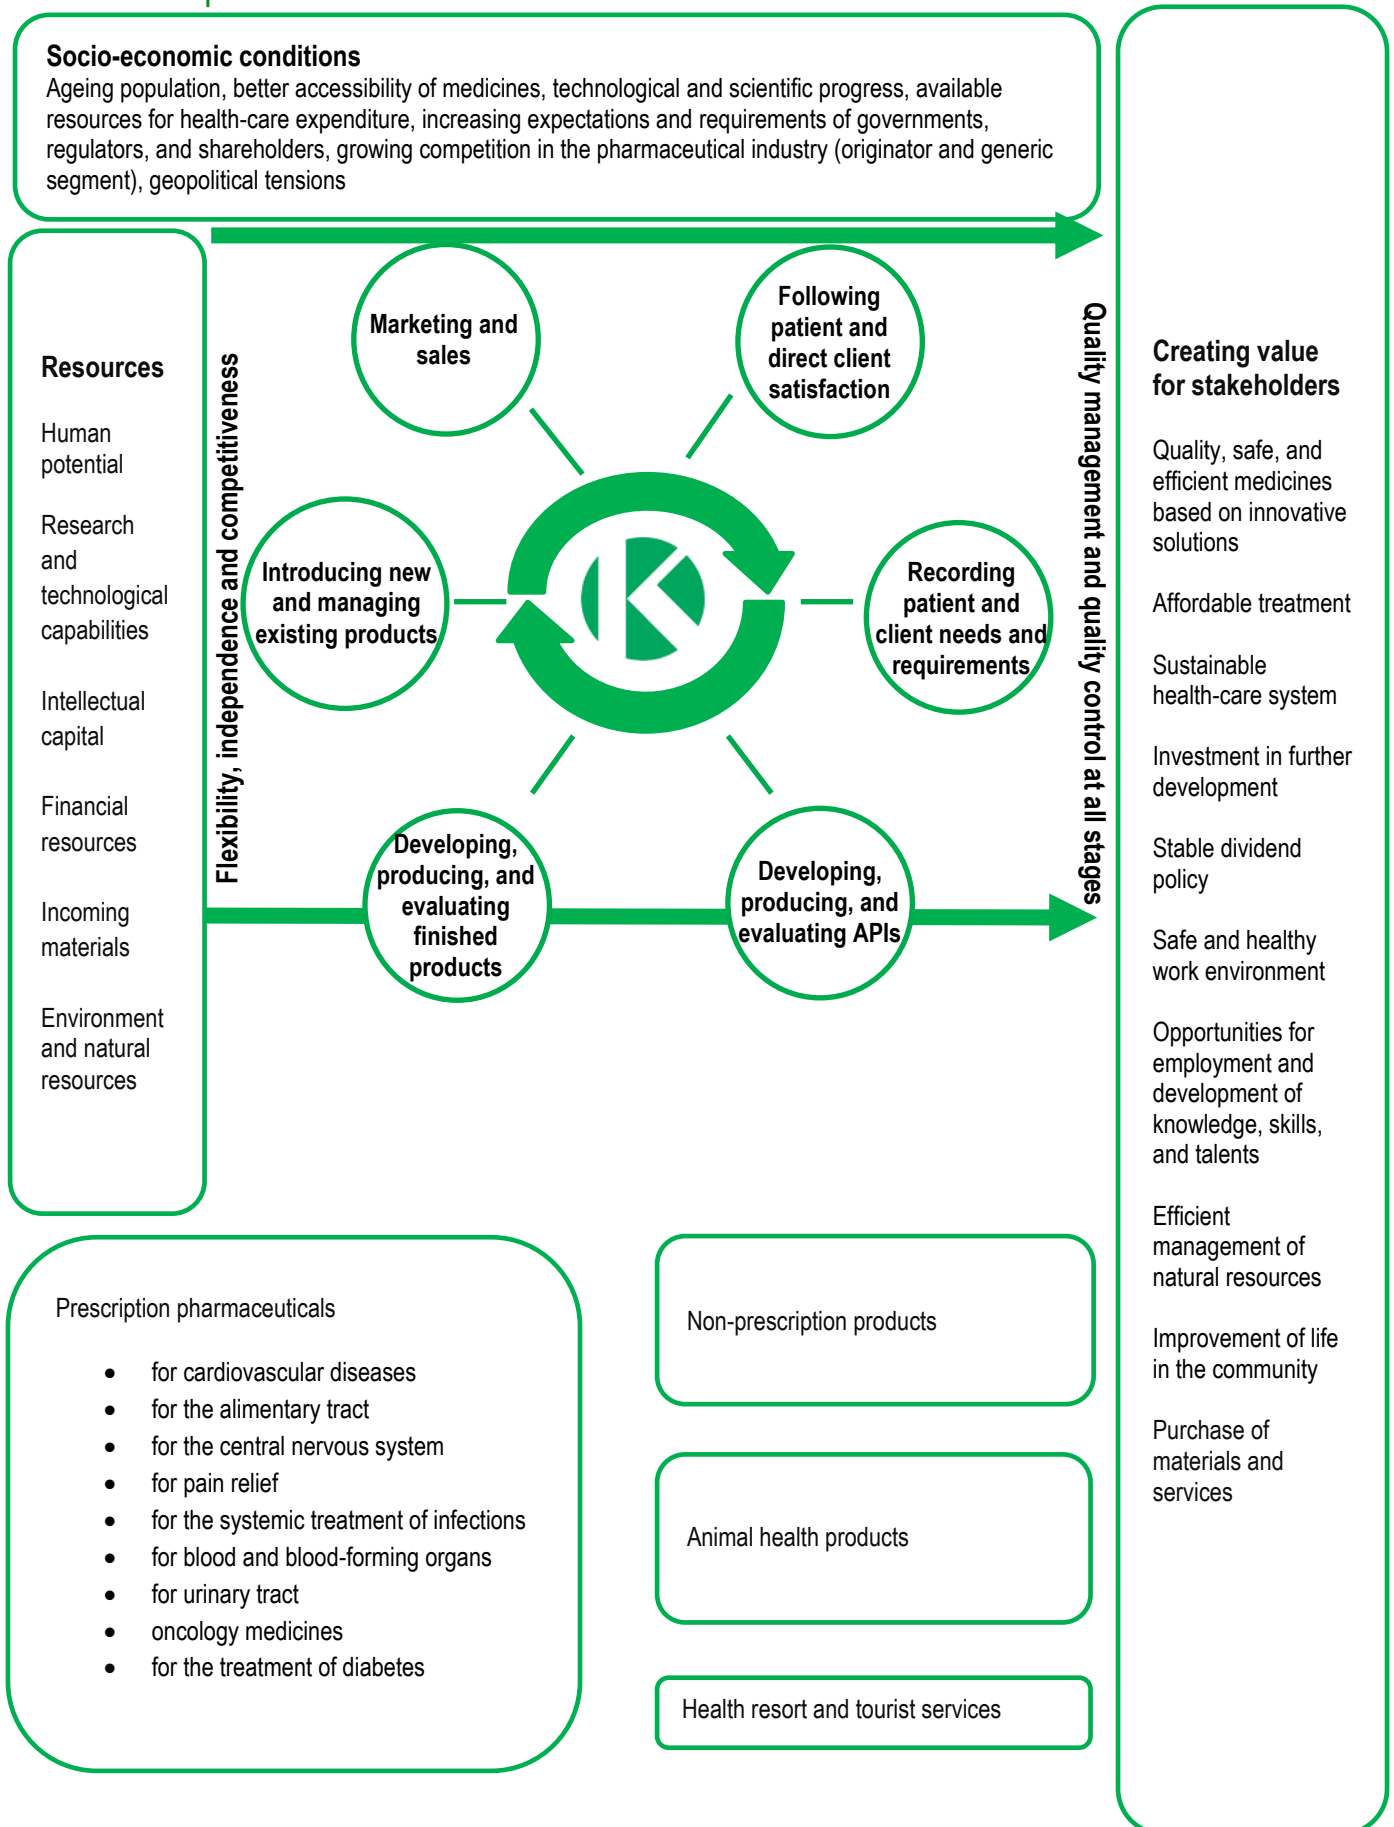 Socio-economic conditions
Ageing population, better accessibility of medicines, technological and scientific progress, available
resources for health-care expenditure, increasing expectations and requirements of governments,
regulators, and shareholders, growing competition in the pharmaceutical industry (originator and generic
segment), geopolitical tensions
Resources
Human
potential
Research
and
technological
capabilities
Intellectual
capital
Financial
resources
Incoming
materials
Environment
and natural
resources
Flexibility, independence and competitiveness
Marketing and
sales
Following
patient and
direct client
satisfaction
Introducing new
and managing
existing products
K
Recording
patient and
client needs and
requirements
Developing,
producing, and
evaluating
finished
products
Developing,
producing, and
evaluating APIs
Quality management and quality control at all stages
Creating value
for stakeholders
Quality, safe, and
efficient medicines
based on innovative
solutions
Affordable treatment
Sustainable
health-care system
Investment in further
development
Stable dividend
policy
Safe and healthy
work environment
Opportunities for
employment and
development of
knowledge, skills,
and talents
Efficient
management of
natural resources
Improvement of life
in the community
Purchase of
materials and
services
Prescription pharmaceuticals
• for cardiovascular diseases
• for the alimentary tract
• for the central nervous system
• for pain relief
• for the systemic treatment of infections
• for blood and blood-forming organs
• for urinary tract
• oncology medicines
• for the treatment of diabetes
Non-prescription products
Animal health products
Health resort and tourist services